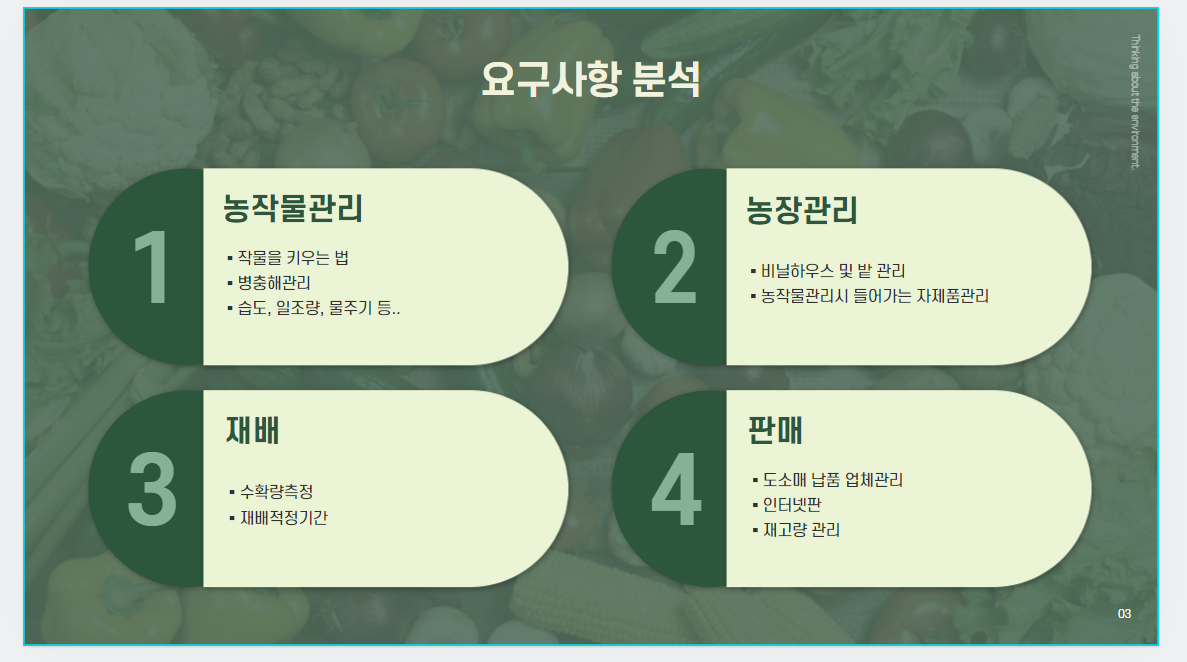 요구사항 분석
Thinking about the environment.
1
농작물관리
▪ 작물을 키우는 법
▪ 병충해관리
▪ 습도, 일조량, 물주기 등..
2
농장관리
▪ 비닐하우스 및 밭 관리
▪ 농작물관리시 들어가는 자제품관리
3
재배
▪ 수확량측정
▪ 재배적정기간
4
판매
▪ 도소매 납품 업체관리
▪ 인터넷판
▪ 재고량 관리
03